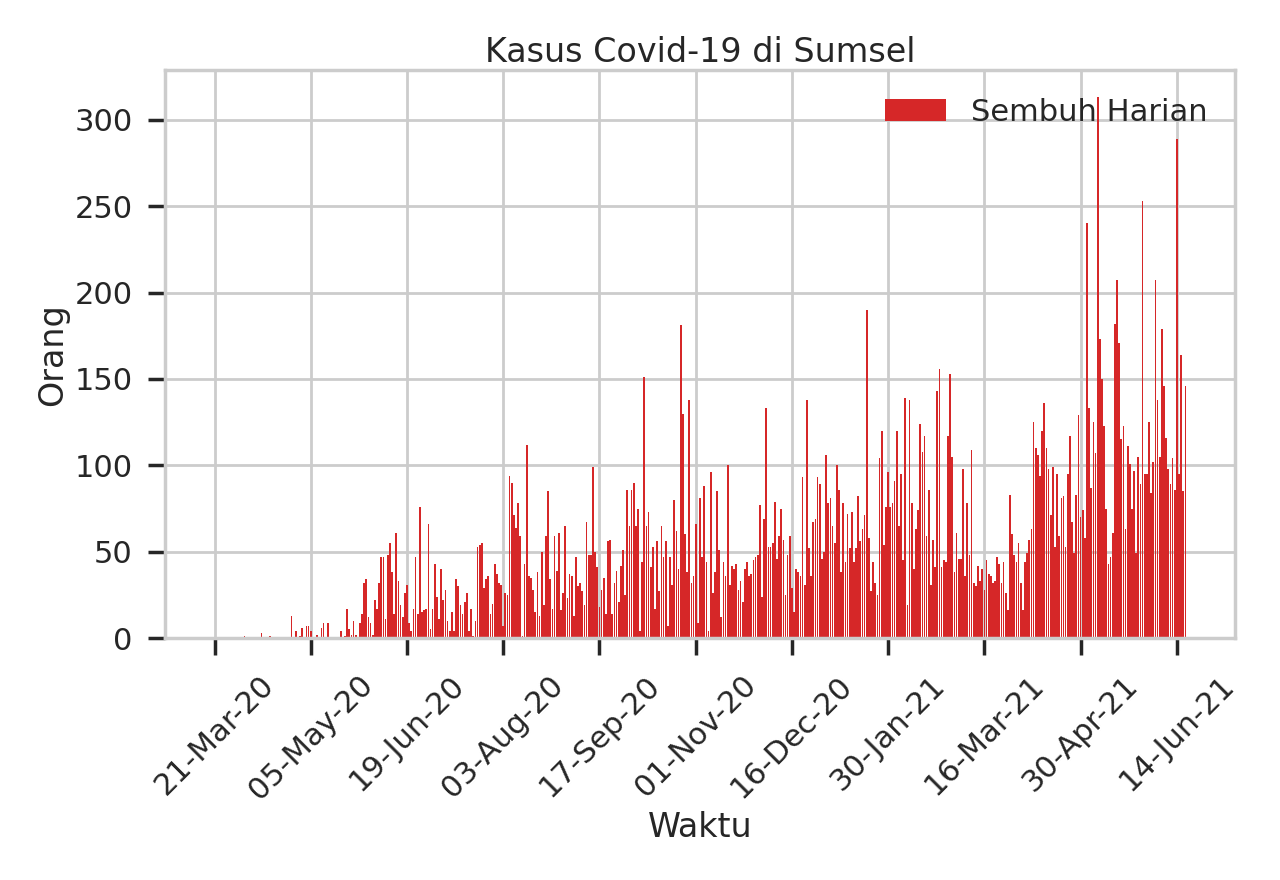 Kasus Covid-19 di Sumsel
Sembuh Harian
Orang
300
250
200
150
100
50
0
21-Mar-20
05-May-20
19-Jun-20
03-Aug-20
17-Sep-20
01-Nov-20
16-Dec-20
30-Jan-21
16-Mar-21
30-Apr-21
14-Jun-21
Waktu